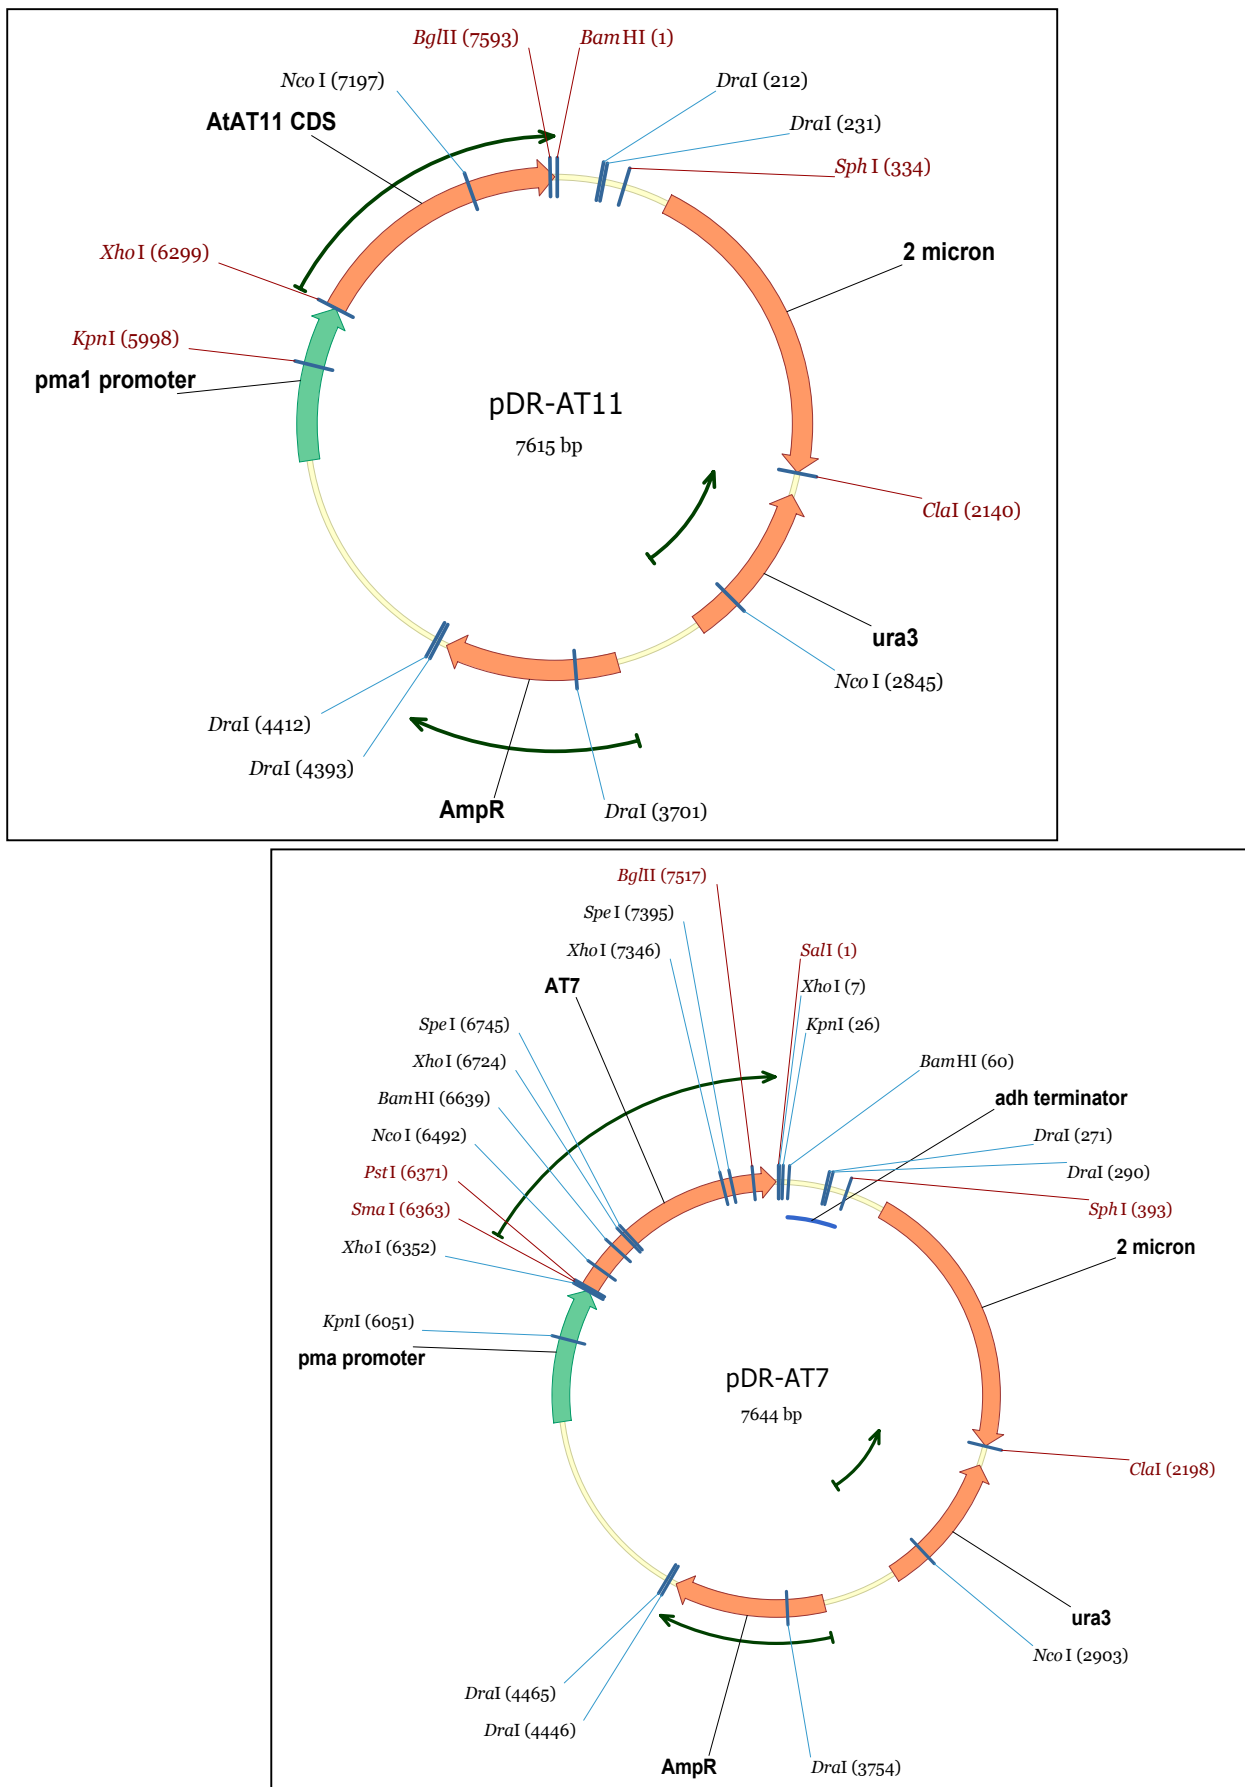 BglII (7593)
BamHI (1)
NcoI (7197)
DraI (212)
AtAT11 CDS
DraI (231)
SphI (334)
XhoI (6299)
2 micron
KpnI (5998)
pma1 promoter
pDR-AT11
7615 bp
ClaI (2140)
ura3
NcoI (2845)
DraI (4412)
DraI (4393)
AmpR
DraI (3701)
BglII (7517)
SpeI (7395)
XhoI (7346)
SalI (1)
AT7
XhoI (7)
SpeI (6745)
KpnI (26)
XhoI (6724)
BamHI (60)
BamHI (6639)
adh terminator
NcoI (6492)
DraI (271)
PstI (6371)
DraI (290)
SmaI (6363)
SphI (393)
XhoI (6352)
2 micron
KpnI (6051)
pma promoter
pDR-AT7
7644 bp
ClaI (2198)
ura3
NcoI (2903)
DraI (4465)
DraI (4446)
AmpR
DraI (3754)